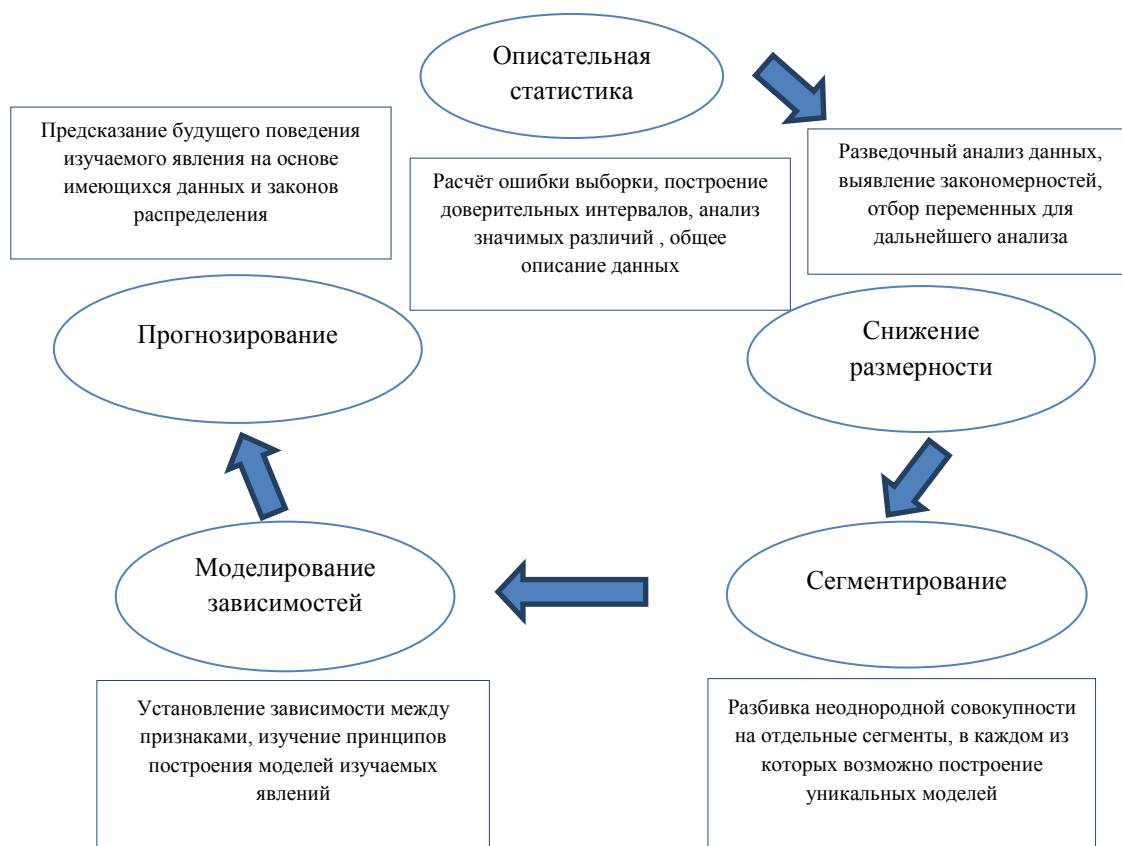 Описательная
статистика
Предсказание будущего поведения
изучаемого явления на основе
имеющихся данных и законов
распределения
Расчёт ошибки выборки, построение
доверительных интервалов, анализ
значимых различий , общее
описание данных
Разведочный анализ данных,
выявление закономерностей,
отбор переменных для
дальнейшего анализа
Прогнозирование
Снижение
размерности
Моделирование
зависимостей
Сегментирование
Установление зависимости между
признаками, изучение принципов
построения моделей изучаемых
явлений
Разбивка неоднородной совокупности
на отдельные сегменты, в каждом из
которых возможно построение
уникальных моделей